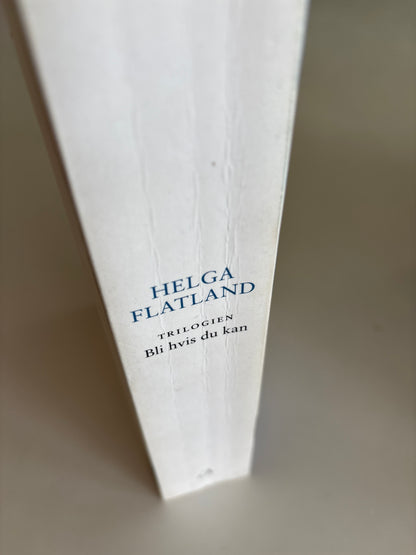 HELGA
FLATLAND
TRILOGIEN
Bli hvis du kan